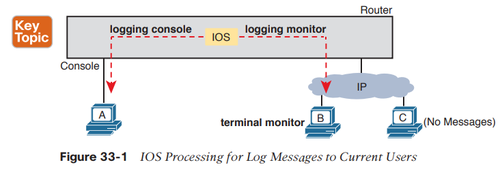 Key
Topic
Router
logging console
IOS
logging monitor
Console
IP
A
terminal monitor
B
C
(No Messages)
Figure 33-1 IOS Processing for Log Messages to Current Users